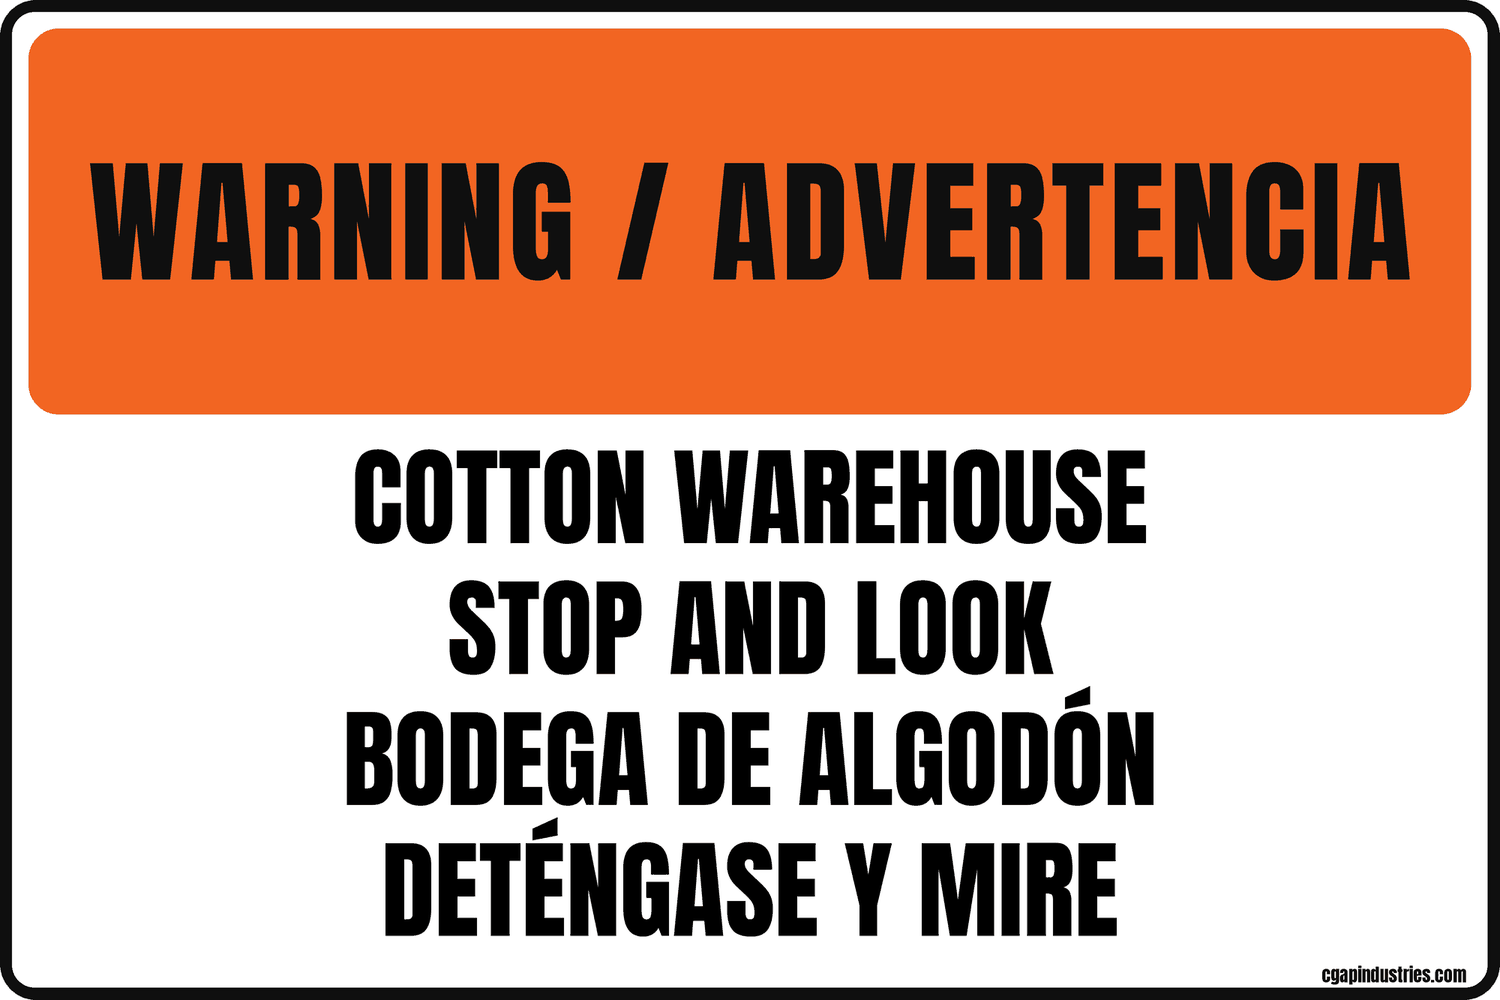 WARNING / ADVERTENCIA
COTTON WAREHOUSE
STOP AND LOOK
BODEGA DE ALGODÓN
DETÉNGASE Y MIRE
cgapindustries.com